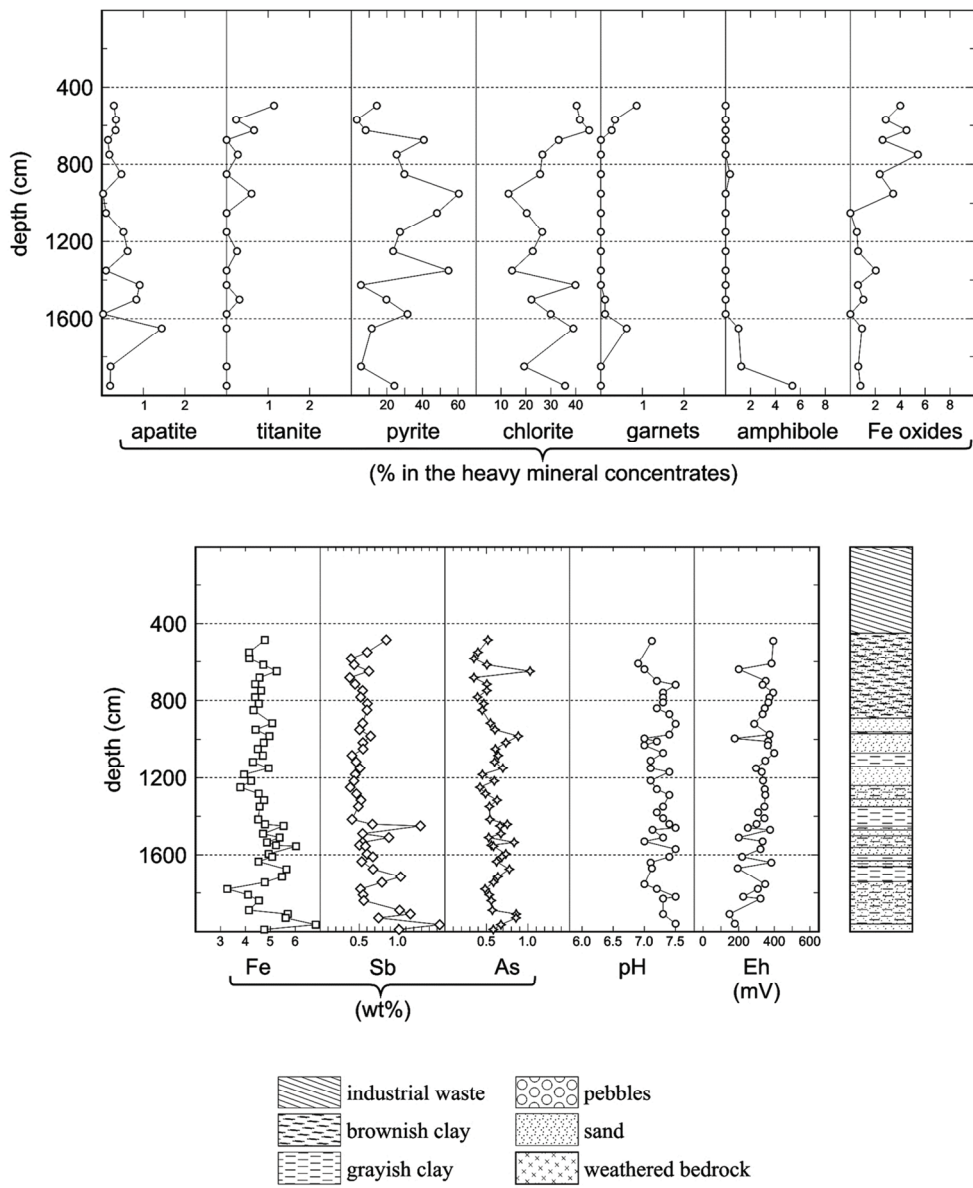 400
800
1200
1600
depth (cm)
1 2 1 2 20 40 60 10 20 30 40 1 2 2 4 6 8 2 4 6 8
apatite titanite pyrite chlorite garnets amphibole Fe oxides
(% in the heavy mineral concentrates)
400
800
1200
1600
depth (cm)
3 4 5 6 0.5 1.0 0.5 1.0 6.0 6.5 7.0 7.5 0 200 400 600
Fe Sb As pH Eh
(wt%) (mV)
industrial waste pebbles
brownish clay sand
grayish clay weathered bedrock